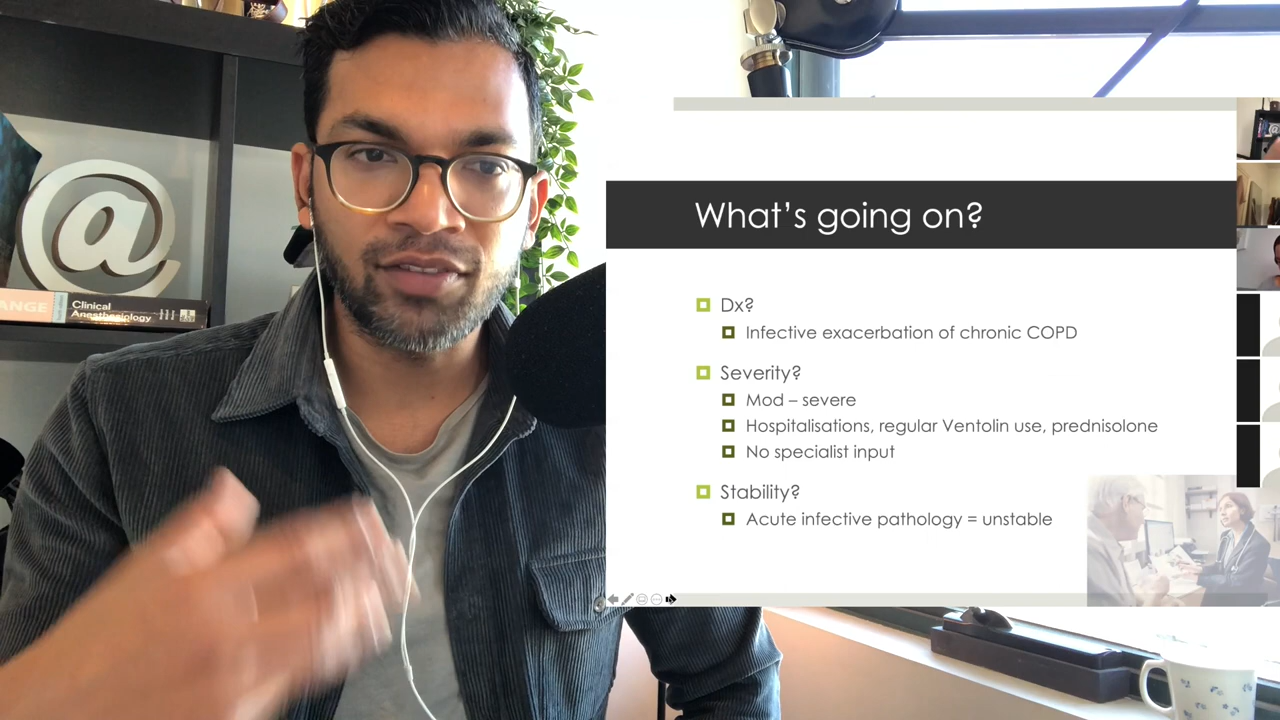 @
ANGE
Clinical
Anesthesiology
What's going on?
Dx?
Infective exacerbation of chronic COPD
Severity?
Mod – severe
Hospitalisations, regular Ventolin use, prednisolone
No specialist input
Stability?
Acute infective pathology = unstable